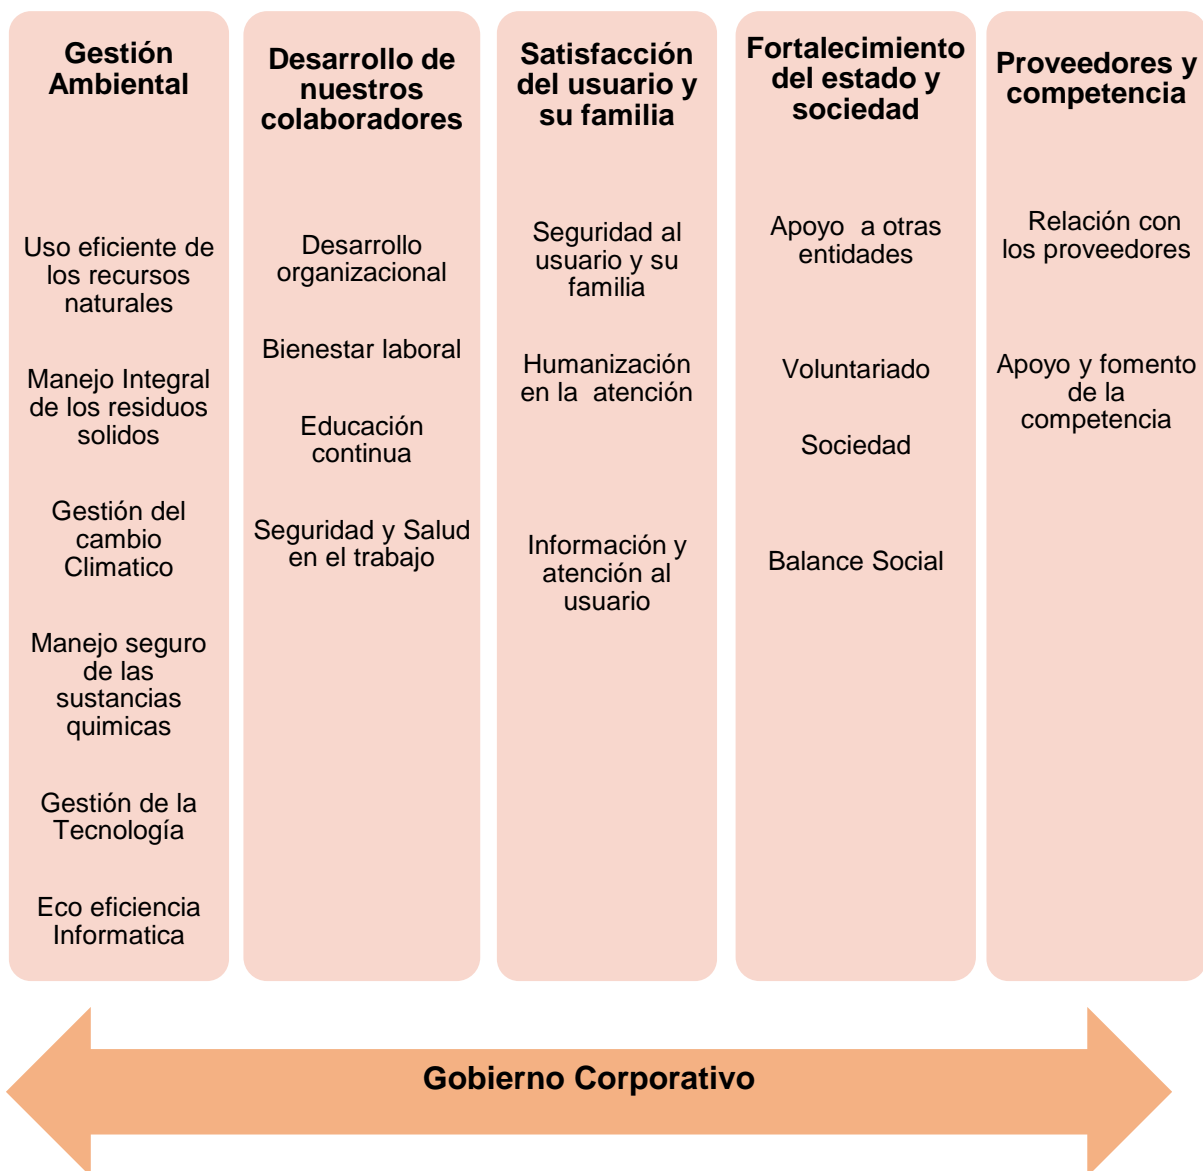 Gestión
Ambiental
Uso eficiente de
los recursos
naturales
Manejo Integral
de los residuos
solidos
Gestión del
cambio
Climatico
Manejo seguro
de las
sustancias
quimicas
Gestión de la
Tecnología
Eco eficiencia
Informatica
Desarrollo de
nuestros
colaboradores
Desarrollo
organizacional
Bienestar laboral
Educación
continua
Seguridad y Salud
en el trabajo
Satisfacción
del usuario y
su familia
Seguridad al
usuario y su
familia
Humanización
en la atención
Información y
atención al
usuario
Fortalecimiento
del estado y
sociedad
Apoyo a otras
entidades
Voluntariado
Sociedad
Balance Social
Proveedores y
competencia
Relación con
los proveedores
Apoyo y fomento
de la
competencia
Gobierno Corporativo